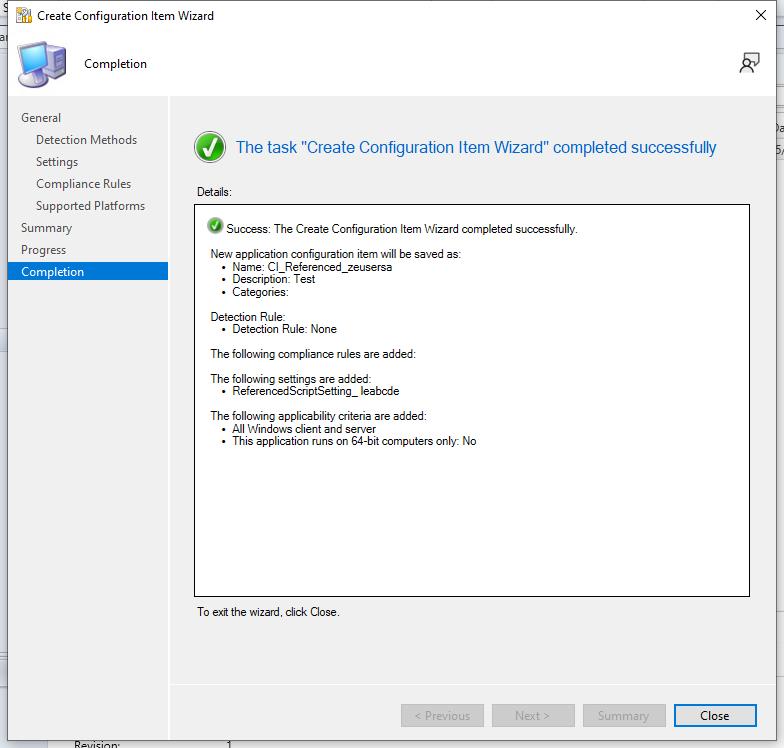 Create Configuration Item Wizard
Completion
General
Detection Methods
Settings
Compliance Rules
Supported Platforms
Summary
Progress
Completion
The task "Create Configuration Item Wizard" completed successfully
Details:
Success: The Create Configuration Item Wizard completed successfully.
New application configuration item will be saved as:
• Name: CI_Referenced_zeusersa
• Description: Test
• Categories:
Detection Rule:
• Detection Rule: None
The following compliance rules are added:
The following settings are added:
• ReferencedScriptSetting_ leabcde
The following applicability criteria are added:
• All Windows client and server
• This application runs on 64-bit computers only: No
To exit the wizard, click Close.
< Previous
Next >
Summary
Close
Revision: 1